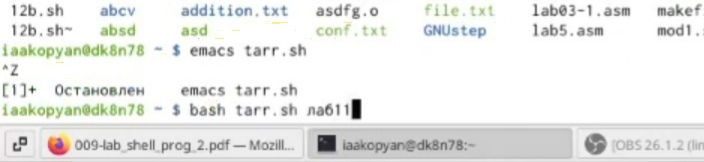 12b.sh abcv addition.txt asdfg.o file.txt lab03-1.asm makef
12b.sh~ absd asd conf.txt GNUstep lab5.asm mod1.
iaakopyan@dk8n78 ~ $ emacs tarr.sh
^Z
[1]+ Остановлен emacs tarr.sh
iaakopyan@dk8n78 ~ $ bash tarr.sh ла611
009-lab_shell_prog_2.pdf — Mozill... iaakopyan@dk8n78:~ [OBS 26.1.2 (lin